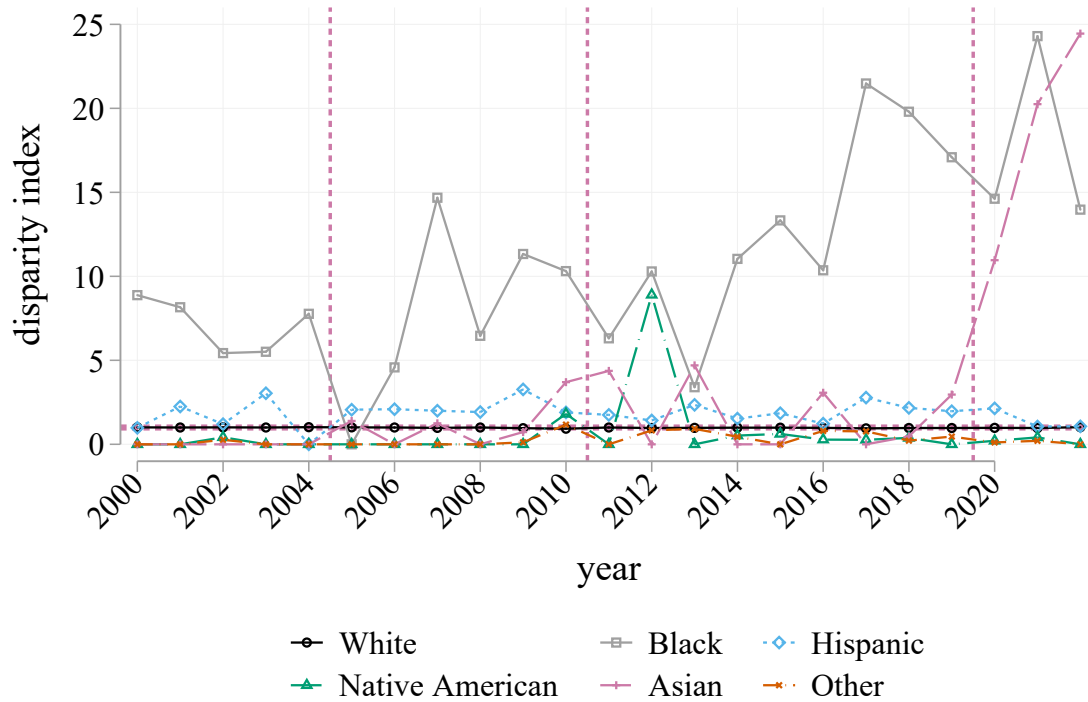 25
20
15
10
5
0
disparity index
2000
2002
2004
2006
2008
2010
2012
2014
2016
2018
2020
year
White
Black
Hispanic
Native American
Asian
Other